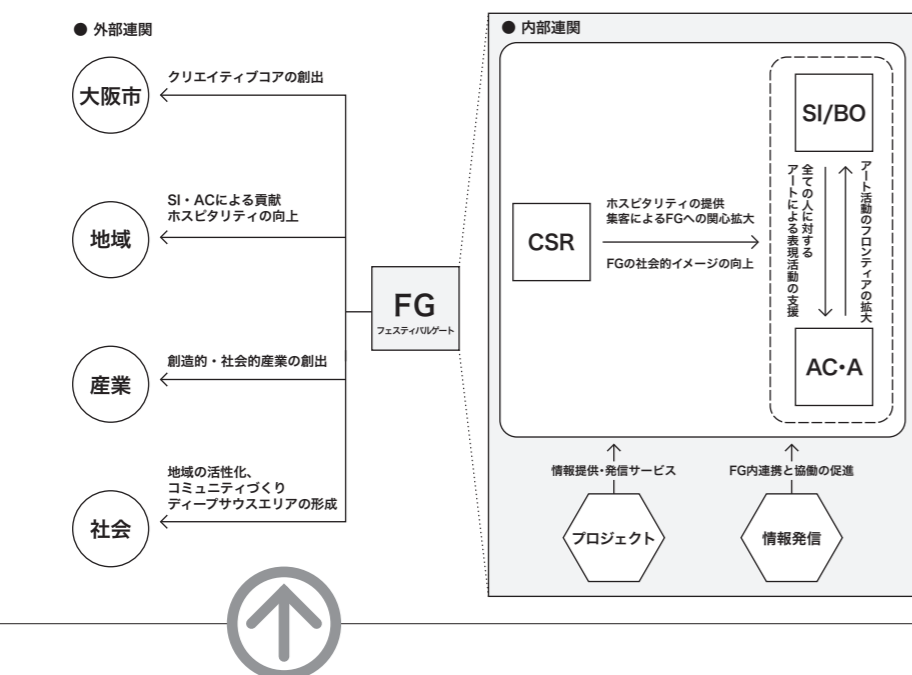 ● 外部連関
大阪市
クリエイティブコアの創出
地域
SI・ACによる貢献
ホスピタリティの向上
産業
創造的・社会的産業の創出
社会
地域の活性化、
コミュニティづくり
ディープサウスエリアの形成
FG
フェスティバルゲート
● 内部連関
CSR
ホスピタリティの提供
集客によるFGへの関心拡大
FGの社会的イメージの向上
SI/BO
全ての人に対する
アートによる表現活動の支援
アート活動のフロンティアの拡大
AC・A
情報提供・発信サービス
プロジェクト
FG内連携と協働の促進
情報発信